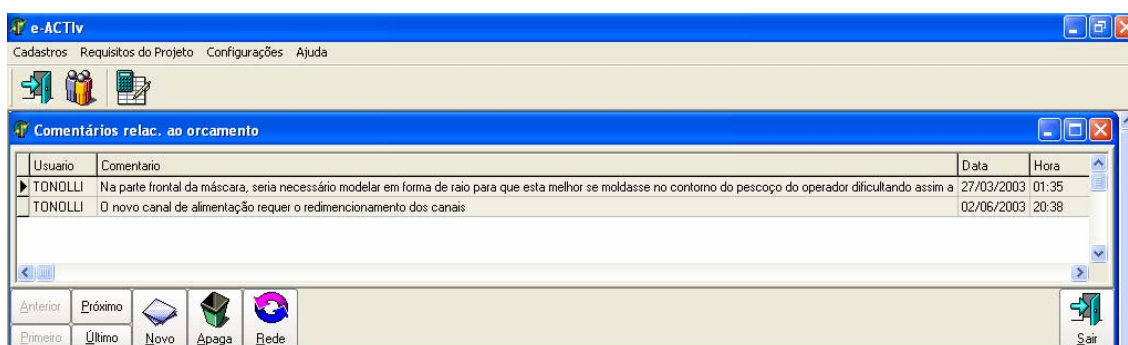 e-ACTIv
Cadastros Requisitos do Projeto Configurações Ajuda
Comentários relac. ao orcamento
Usuario Comentario Data Hora
TONOLLI Na parte frontal da máscara, seria necessário modelar em forma de raio para que esta melhor se moldasse no contorno do pescoço do operador dificultando assim a 27/03/2003 01:35
TONOLLI O novo canal de alimentação requer o redimencionamento dos canais 02/06/2003 20:38
Anterior Próximo
Primeiro Último Novo Apaga Rede Sair